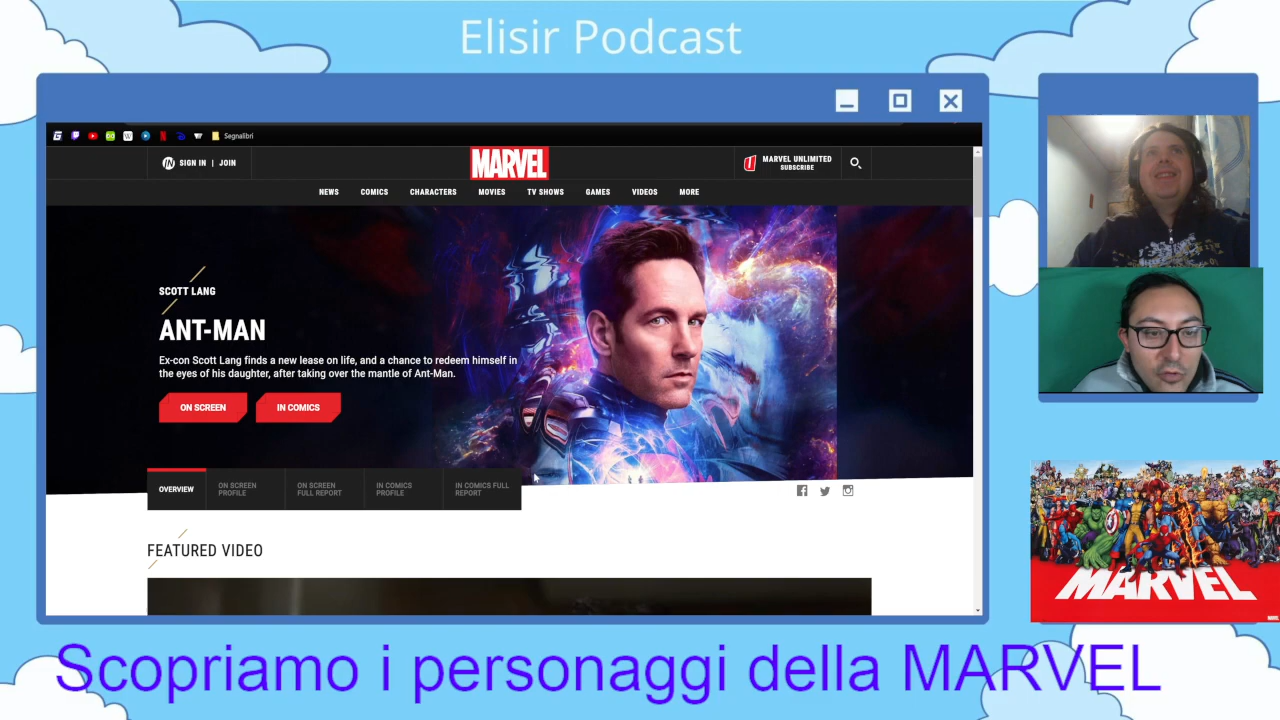 Elisir Podcast
Segnalibri
SIGN IN | JOIN
MARVEL
MARVEL UNLIMITED
SUBSCRIBE
NEWS
COMICS
CHARACTERS
MOVIES
TV SHOWS
GAMES
VIDEOS
MORE
SCOTT LANG
ANT-MAN
Ex-con Scott Lang finds a new lease on life, and a chance to redeem himself in
the eyes of his daughter, after taking over the mantle of Ant-Man.
ON SCREEN
IN COMICS
OVERVIEW
ON SCREEN
PROFILE
ON SCREEN
FULL REPORT
IN COMICS
PROFILE
IN COMICS FULL
REPORT
FEATURED VIDEO
MARVEL
Scopriamo i personaggi della MARVEL